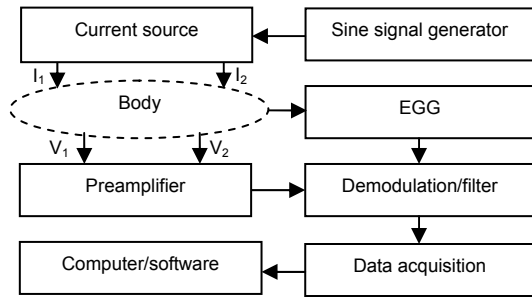 Current source
Sine signal generator
I₁
I₂
Body
EGG
V₁
V₂
Preamplifier
Demodulation/filter
Computer/software
Data acquisition